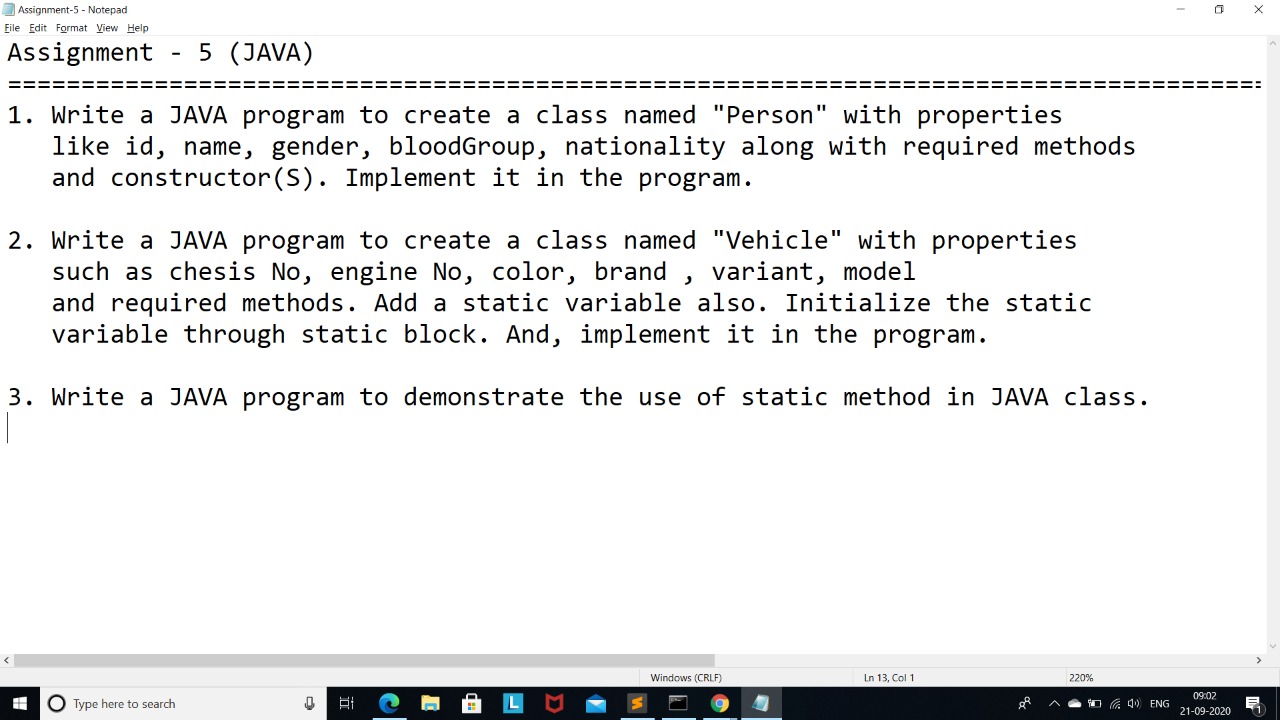 Assignment-5 - Notepad
File Edit Format View Help
Assignment - 5 (JAVA)
======================================================================================
1. Write a JAVA program to create a class named "Person" with properties
like id, name, gender, bloodGroup, nationality along with required methods
and constructor(S). Implement it in the program.
2. Write a JAVA program to create a class named "Vehicle" with properties
such as chesis No, engine No, color, brand , variant, model
and required methods. Add a static variable also. Initialize the static
variable through static block. And, implement it in the program.
3. Write a JAVA program to demonstrate the use of static method in JAVA class.
Windows (CRLF) Ln 13, Col 1 220%
Type here to search
L
ENG
09:02
21-09-2020
1